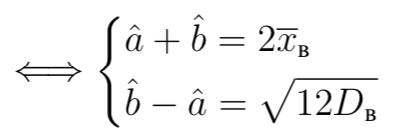 ⟺ { â + b̂ = 2x̅в
b̂ − â = √12Dв